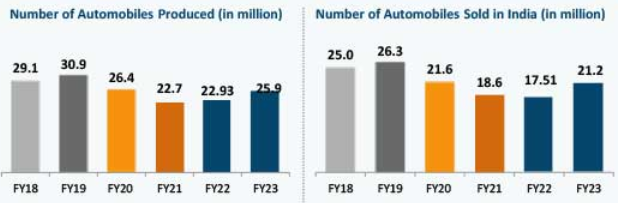 Number of Automobiles Produced (in million)
29.1 30.9 26.4 22.7 22.93 25.9
FY18 FY19 FY20 FY21 FY22 FY23
Number of Automobiles Sold in India (in million)
25.0 26.3 21.6 18.6 17.51 21.2
FY18 FY19 FY20 FY21 FY22 FY23